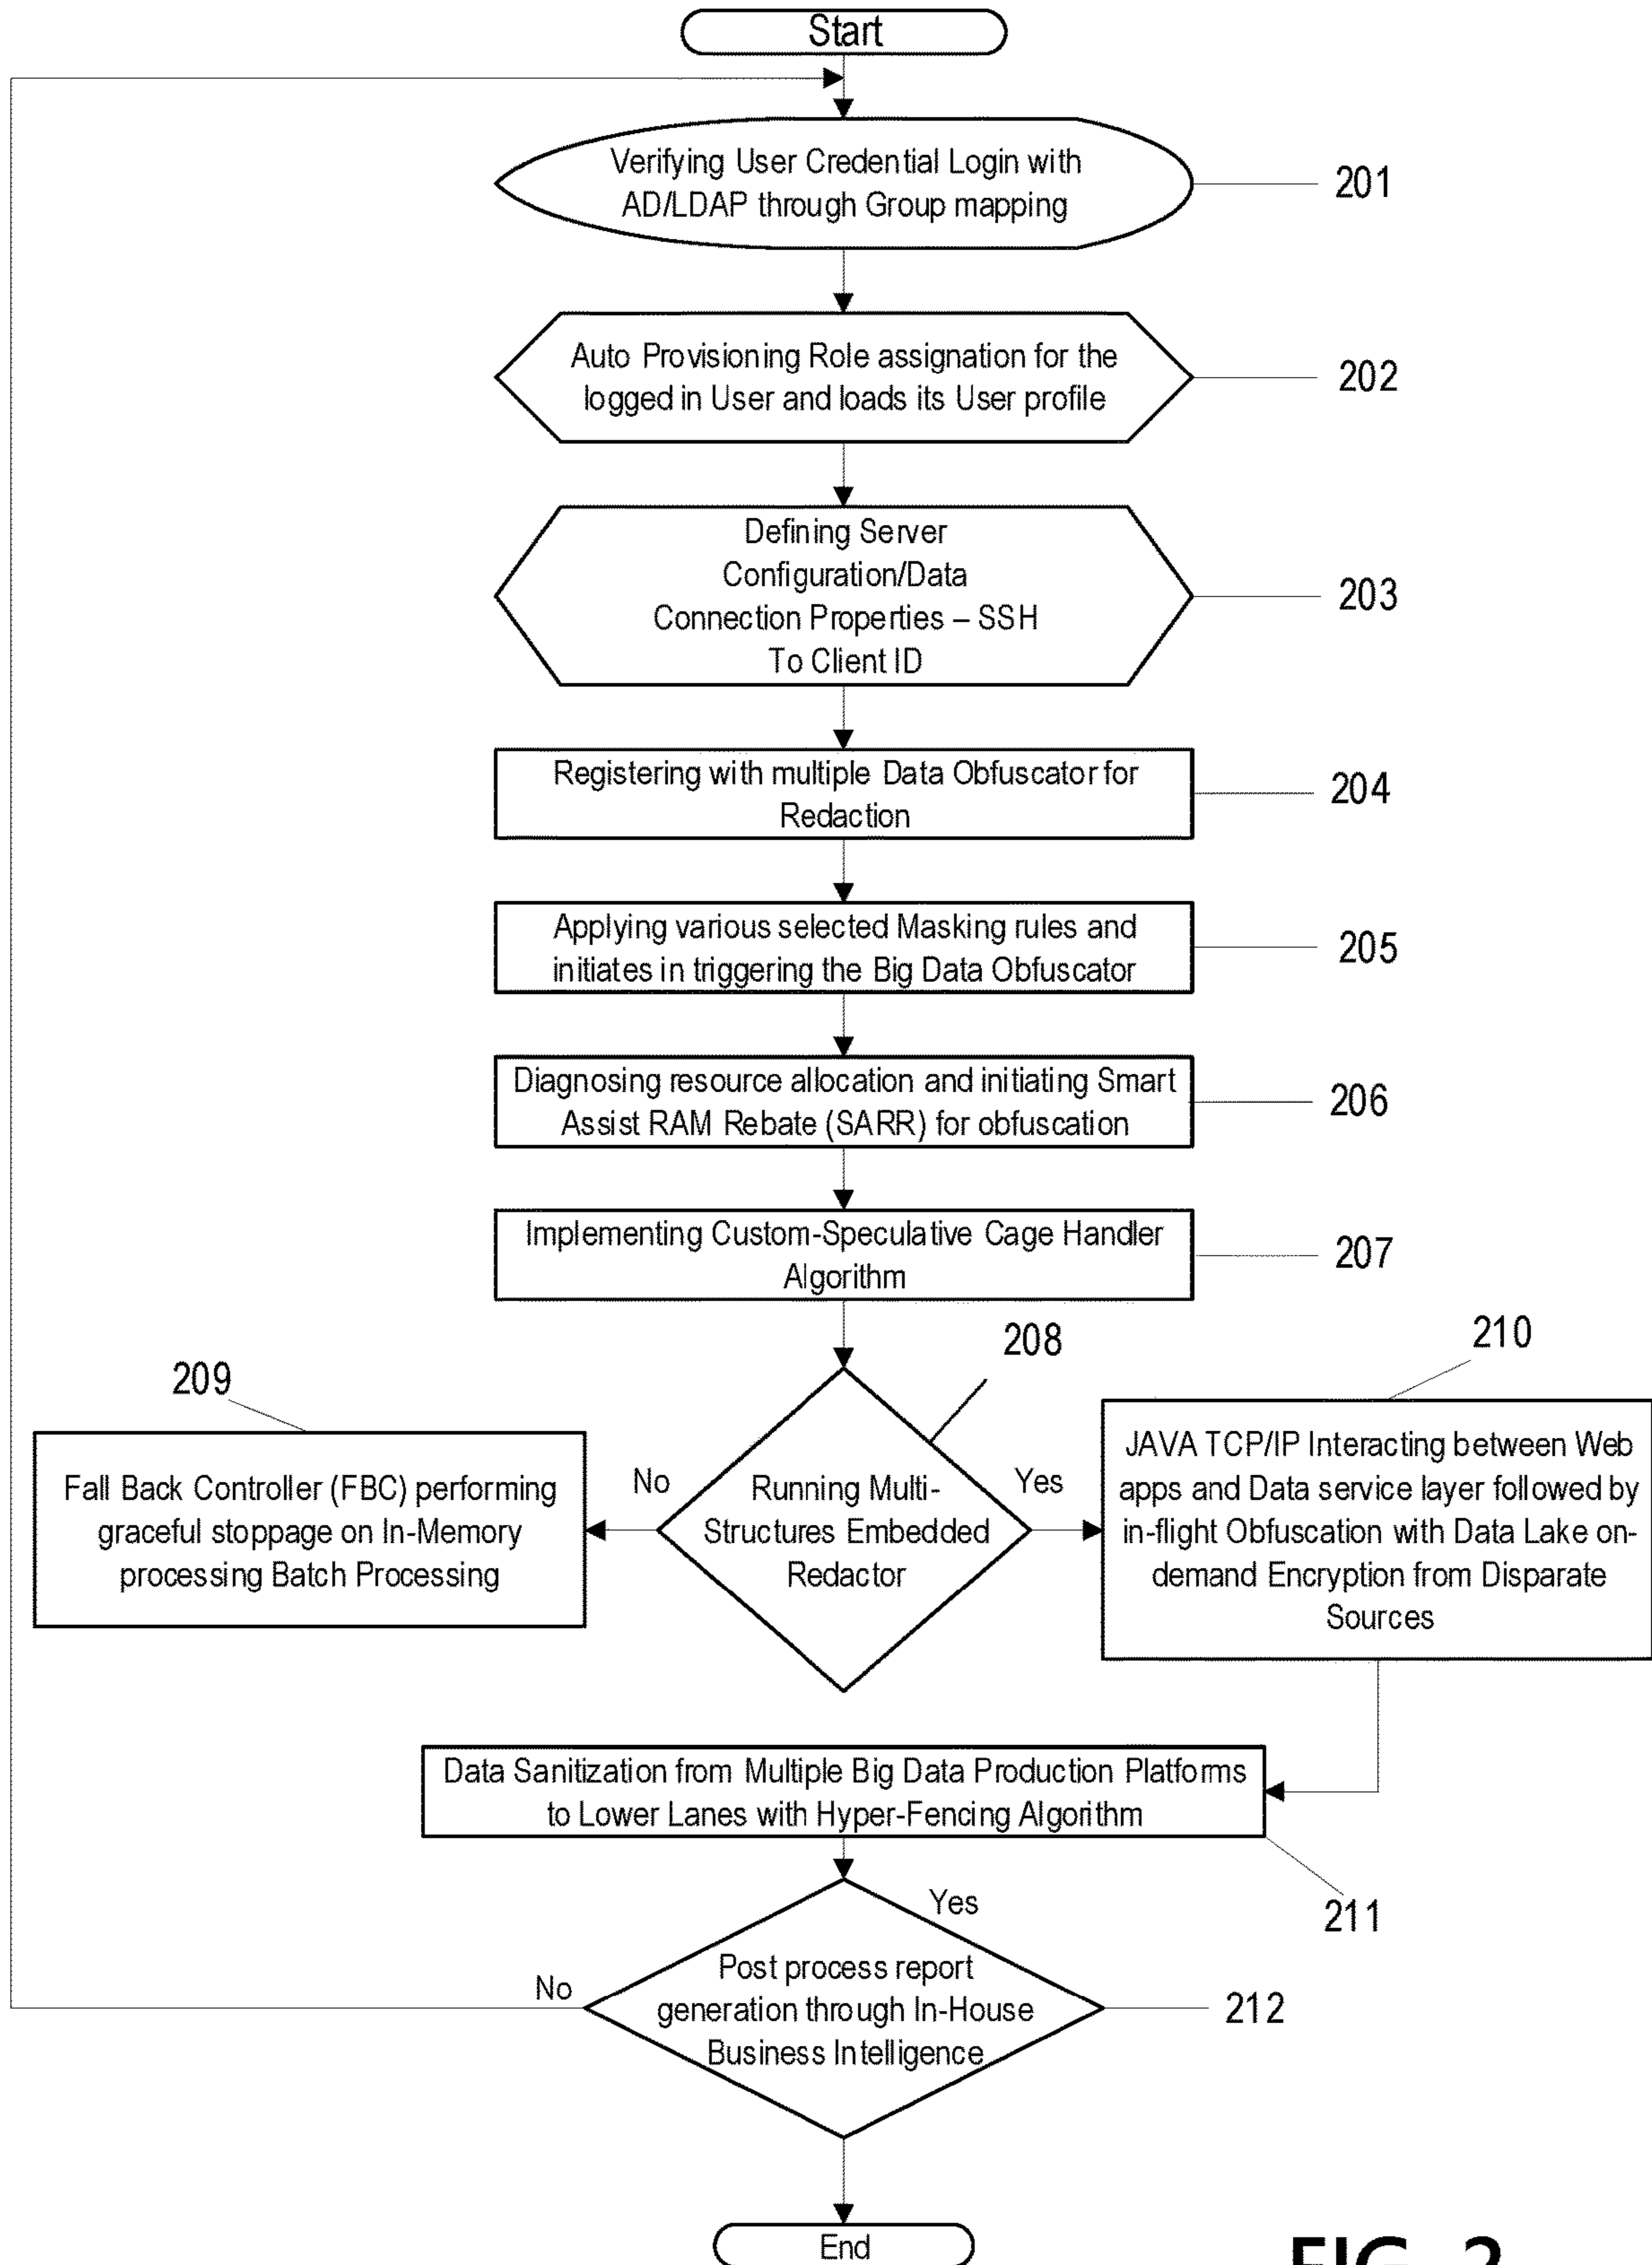 Start
Verifying User Credential Login with
AD/LDAP through Group mapping
201
Auto Provisioning Role assignation for the
logged in User and loads its User profile
202
Defining Server
Configuration/Data
Connection Properties – SSH
To Client ID
203
Registering with multiple Data Obfuscator for
Redaction
204
Applying various selected Masking rules and
initiates in triggering the Big Data Obfuscator
205
Diagnosing resource allocation and initiating Smart
Assist RAM Rebate (SARR) for obfuscation
206
Implementing Custom-Speculative Cage Handler
Algorithm
207
208
209
Fall Back Controller (FBC) performing
graceful stoppage on In-Memory
processing Batch Processing
No
Running Multi-
Structures Embedded
Redactor
Yes
210
JAVA TCP/IP Interacting between Web
apps and Data service layer followed by
in-flight Obfuscation with Data Lake on-
demand Encryption from Disparate
Sources
Data Sanitization from Multiple Big Data Production Platforms
to Lower Lanes with Hyper-Fencing Algorithm
211
Yes
No
Post process report
generation through In-House
Business Intelligence
212
End
FIG. 2